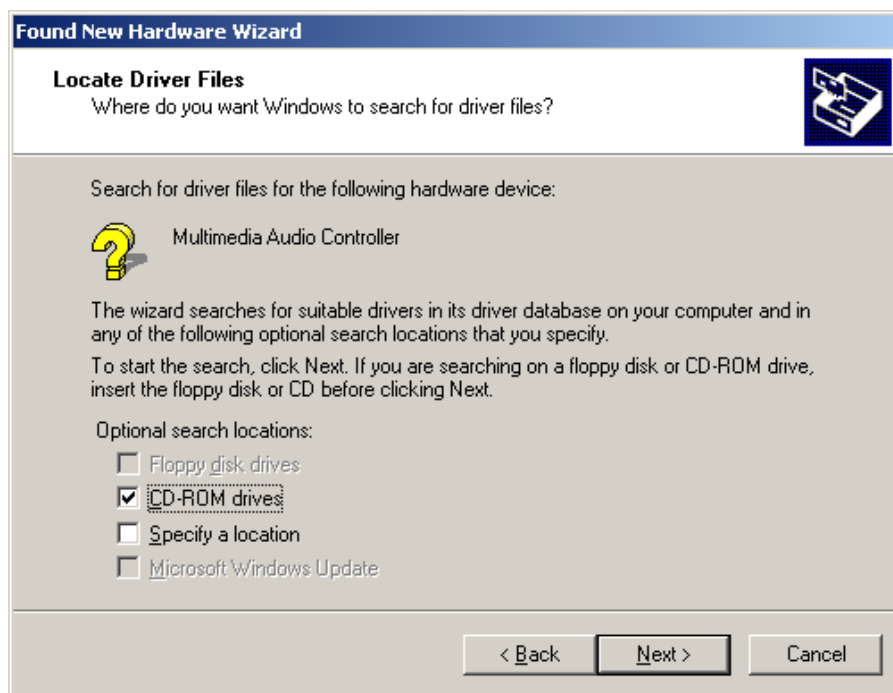 Found New Hardware Wizard
Locate Driver Files
Where do you want Windows to search for driver files?
Search for driver files for the following hardware device:
Multimedia Audio Controller
The wizard searches for suitable drivers in its driver database on your computer and in
any of the following optional search locations that you specify.
To start the search, click Next. If you are searching on a floppy disk or CD-ROM drive,
insert the floppy disk or CD before clicking Next.
Optional search locations:
Floppy disk drives
CD-ROM drives
Specify a location
Microsoft Windows Update
< Back Next > Cancel